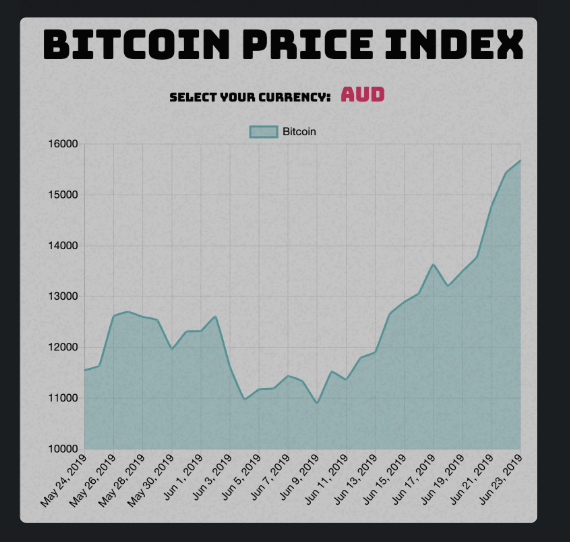 BITCOIN PRICE INDEX
SELECT YOUR CURRENCY: AUD
Bitcoin
16000
15000
14000
13000
12000
11000
10000
May 24, 2019
May 26, 2019
May 28, 2019
May 30, 2019
Jun 1, 2019
Jun 3, 2019
Jun 5, 2019
Jun 7, 2019
Jun 9, 2019
Jun 11, 2019
Jun 13, 2019
Jun 15, 2019
Jun 17, 2019
Jun 19, 2019
Jun 21, 2019
Jun 23, 2019